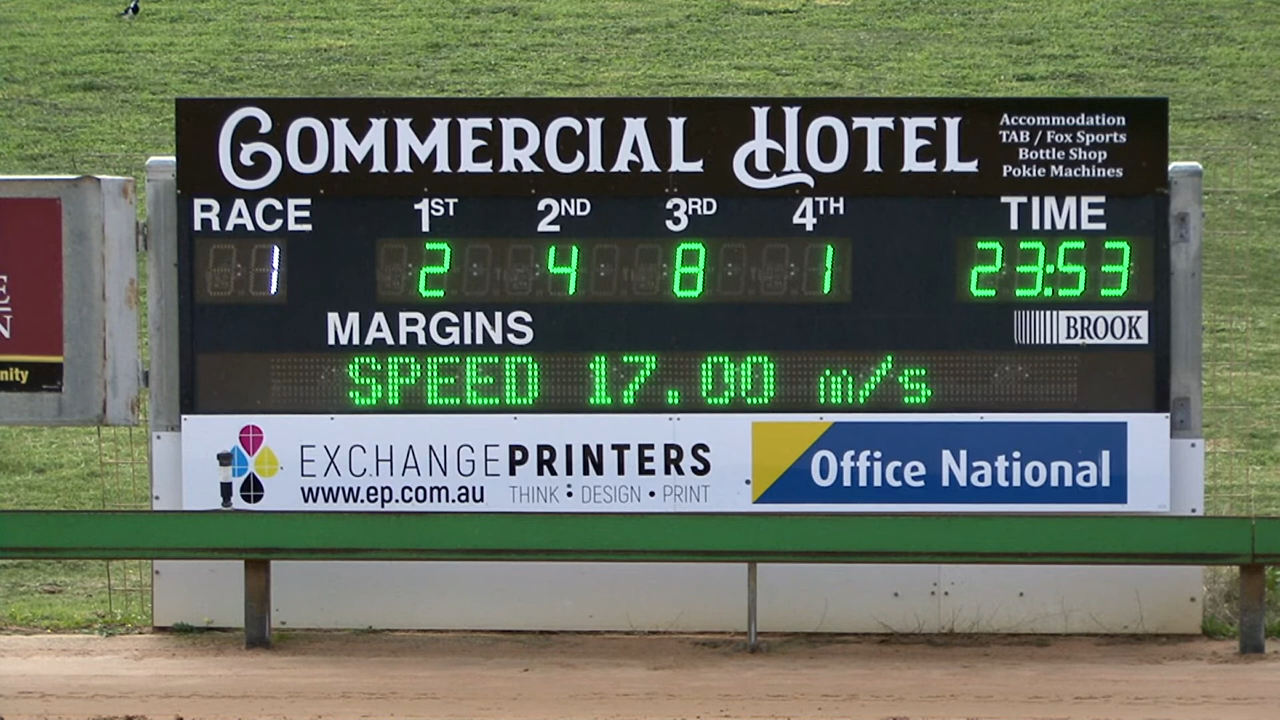 COMMERCIAL HOTEL
Accommodation
TAB / Fox Sports
Bottle Shop
Pokie Machines
RACE 1ST 2ND 3RD 4TH TIME
1 2 4 8 1 23:53
MARGINS
BROOK
SPEED 17.00 m/s
EXCHANGEPRINTERS
www.ep.com.au THINK : DESIGN • PRINT
Office National
E
N
nity